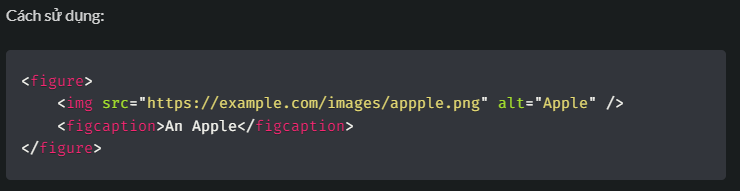 Cách sử dụng:
<figure>
    <img src="https://example.com/images/appple.png" alt="Apple" />
    <figcaption>An Apple</figcaption>
</figure>